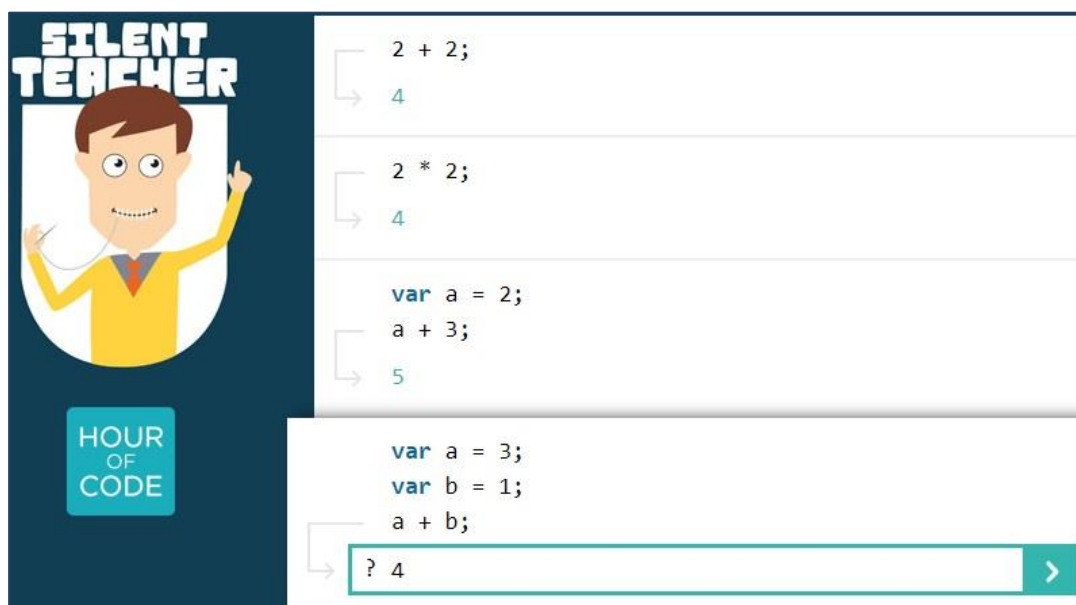 SILENT
TEACHER
HOUR
OF
CODE
2 + 2;
4
2 * 2;
4
var a = 2;
a + 3;
5
var a = 3;
var b = 1;
a + b;
? 4